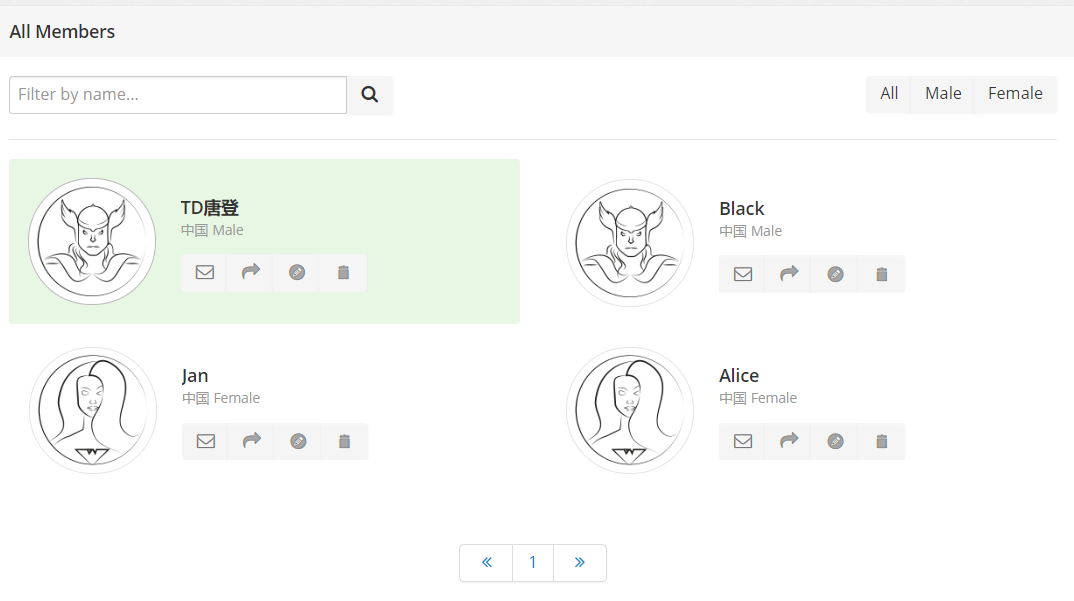 All Members
Filter by name...
All Male Female
TD唐登
中国 Male
Black
中国 Male
Jan
中国 Female
Alice
中国 Female
« 1 »